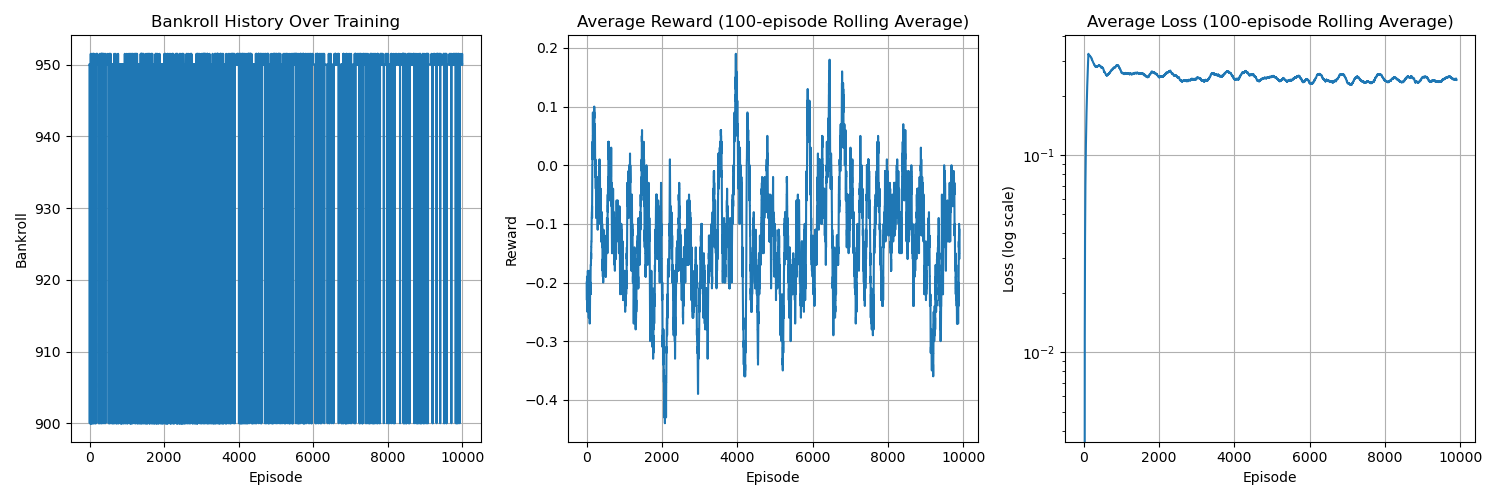 Bankroll History Over Training
950
940
930
920
910
900
Bankroll
0 2000 4000 6000 8000 10000
Episode
Average Reward (100-episode Rolling Average)
0.2
0.1
0.0
−0.1
−0.2
−0.3
−0.4
Reward
0 2000 4000 6000 8000 10000
Episode
Average Loss (100-episode Rolling Average)
10⁻¹
10⁻²
Loss (log scale)
0 2000 4000 6000 8000 10000
Episode